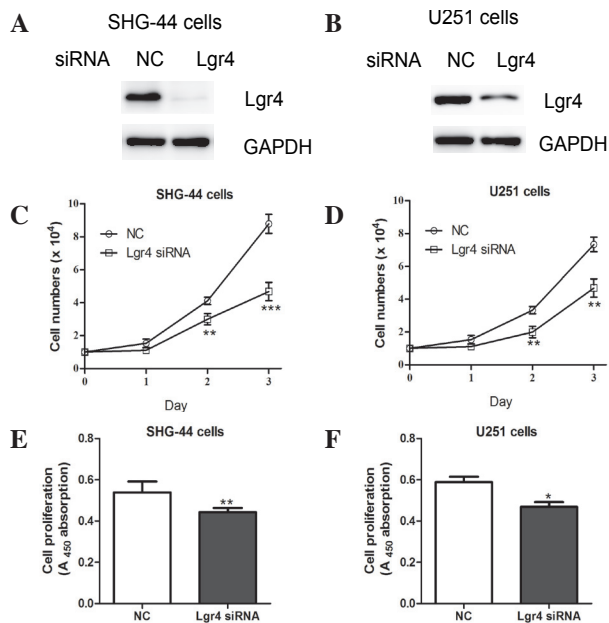 A
SHG-44 cells
siRNA NC Lgr4
Lgr4
GAPDH
B
U251 cells
siRNA NC Lgr4
Lgr4
GAPDH
C
SHG-44 cells
Cell numbers (x 10⁴)
10
8
6
4
2
0
NC
Lgr4 siRNA
**
***
0 1 2 3
Day
D
U251 cells
Cell numbers (x 10⁴)
10
8
6
4
2
0
NC
Lgr4 siRNA
**
**
0 1 2 3
Day
E
SHG-44 cells
Cell proliferation
(A 450 absorption)
0.8
0.6
0.4
0.2
0.0
**
NC Lgr4 siRNA
F
U251 cells
Cell proliferation
(A 450 absorption)
0.8
0.6
0.4
0.2
0.0
*
NC Lgr4 siRNA